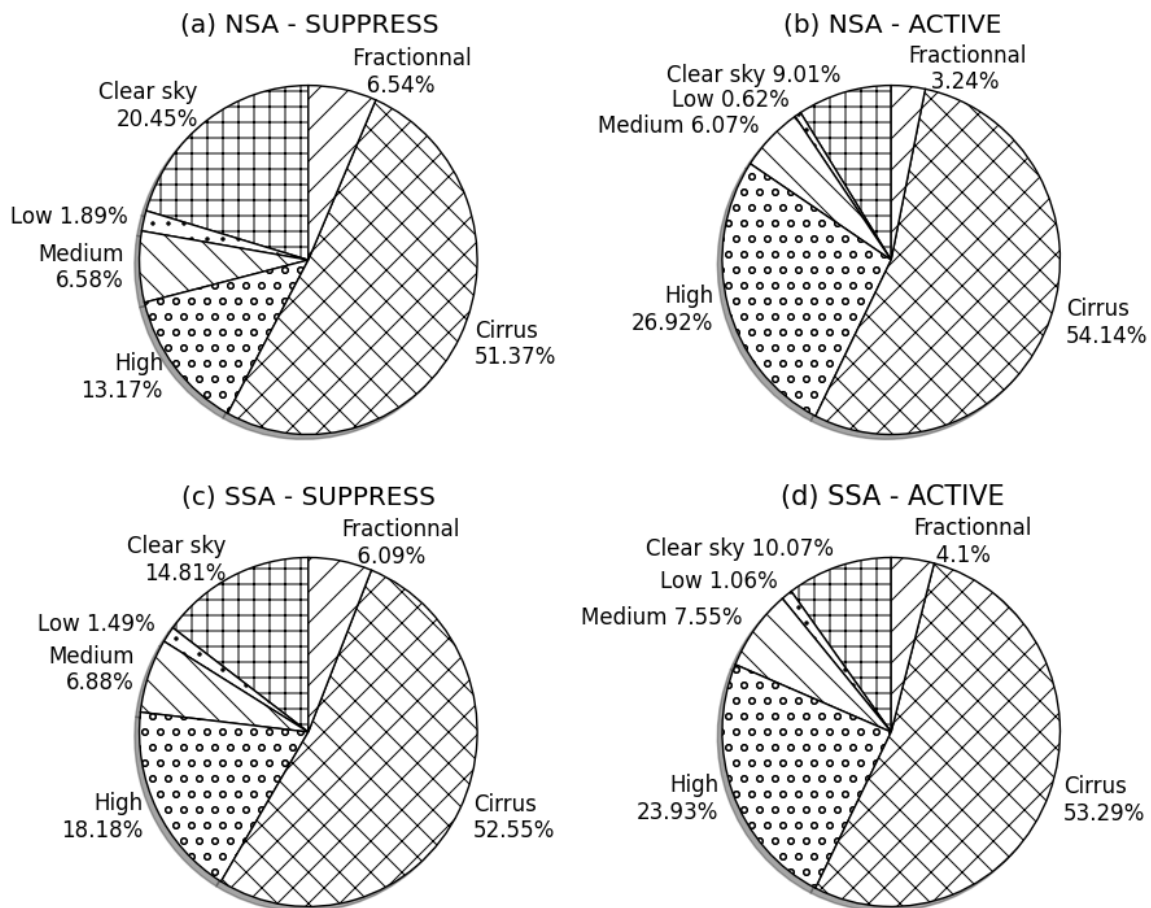 (a) NSA - SUPPRESS
Fractionnal
6.54%
Clear sky
20.45%
Low 1.89%
Medium
6.58%
High
13.17%
Cirrus
51.37%
(b) NSA - ACTIVE
Fractionnal
3.24%
Clear sky 9.01%
Low 0.62%
Medium 6.07%
High
26.92%
Cirrus
54.14%
(c) SSA - SUPPRESS
Fractionnal
6.09%
Clear sky
14.81%
Low 1.49%
Medium
6.88%
High
18.18%
Cirrus
52.55%
(d) SSA - ACTIVE
Fractionnal
4.1%
Clear sky 10.07%
Low 1.06%
Medium 7.55%
High
23.93%
Cirrus
53.29%